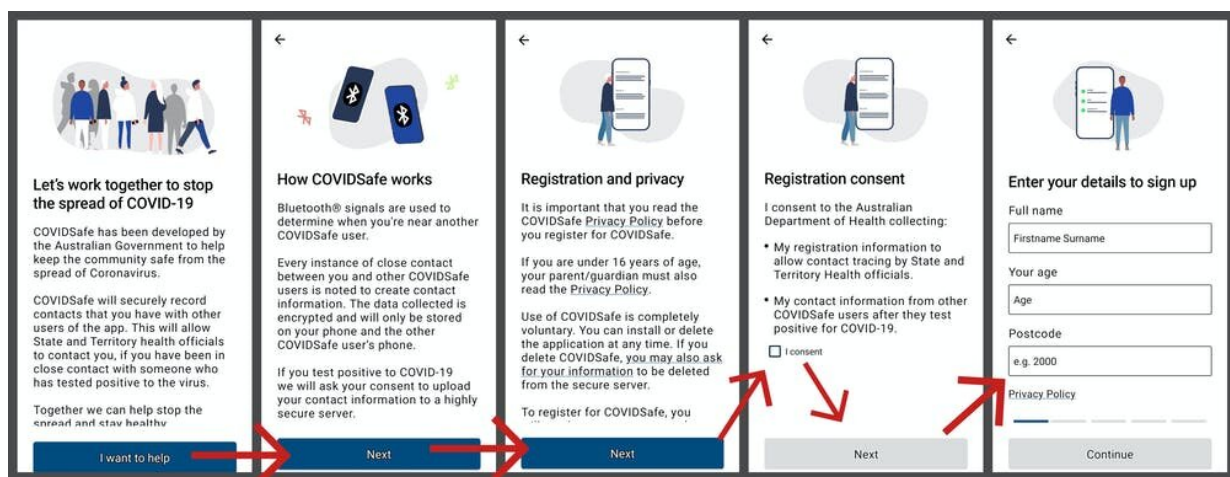 Let's work together to stop
the spread of COVID-19
COVIDSafe has been developed by
the Australian Government to help
keep the community safe from the
spread of Coronavirus.
COVIDSafe will securely record
contacts that you have with other
users of the app. This will allow
State and Territory health officials
to contact you, if you have been in
close contact with someone who
has tested positive to the virus.
Together we can help stop the
spread and stay healthy
I want to help
How COVIDSafe works
Bluetooth® signals are used to
determine when you're near another
COVIDSafe user.
Every instance of close contact
between you and other COVIDSafe
users is noted to create contact
information. The data collected is
encrypted and will only be stored
on your phone and the other
COVIDSafe user's phone.
If you test positive to COVID-19
we will ask your consent to upload
your contact information to a highly
secure server.
Next
Registration and privacy
It is important that you read the
COVIDSafe Privacy Policy before
you register for COVIDSafe.
If you are under 16 years of age,
your parent/guardian must also
read the Privacy Policy.
Use of COVIDSafe is completely
voluntary. You can install or delete
the application at any time. If you
delete COVIDSafe, you may also ask
for your information to be deleted
from the secure server.
To register for COVIDSafe, you
Next
Registration consent
I consent to the Australian
Department of Health collecting:
• My registration information to
allow contact tracing by State and
Territory Health officials.
• My contact information from other
COVIDSafe users after they test
positive for COVID-19.
I consent
Next
Enter your details to sign up
Full name
Firstname Surname
Your age
Age
Postcode
e.g. 2000
Privacy Policy
Continue